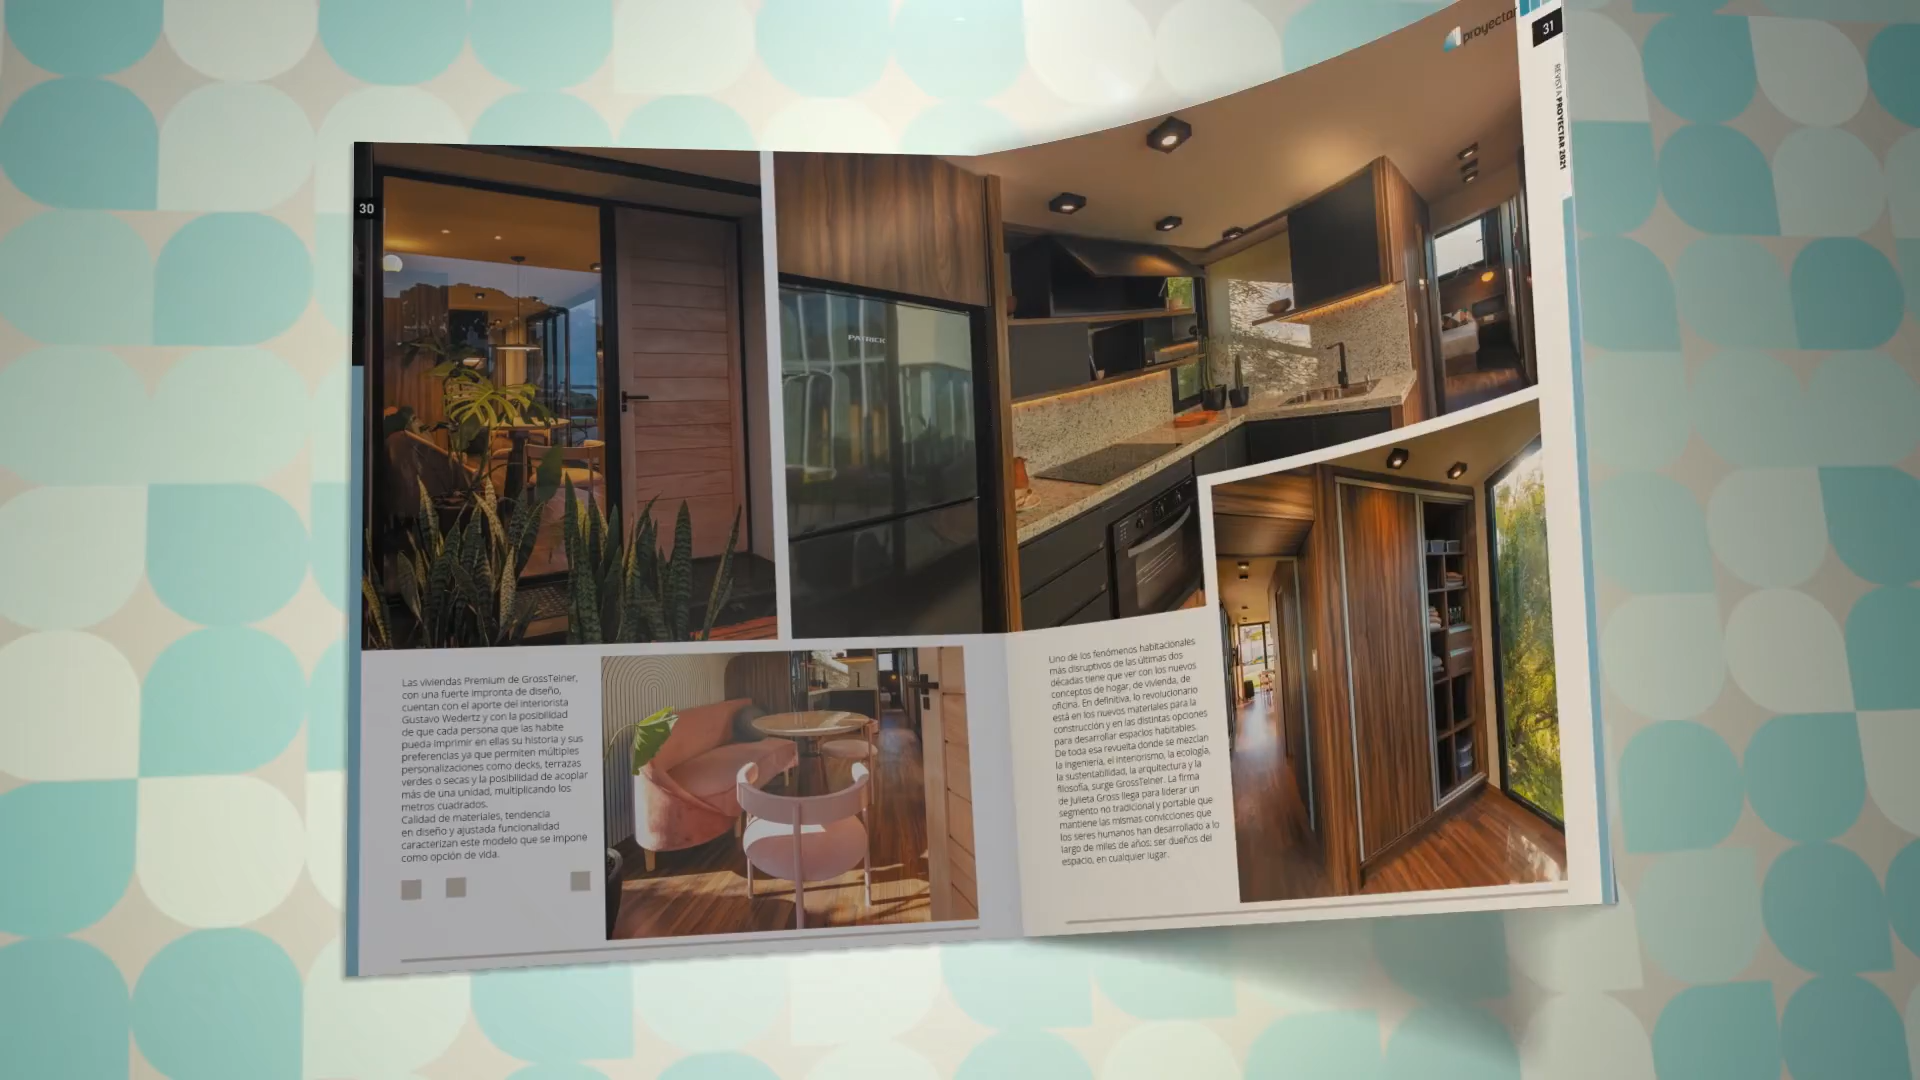 30
PATRICK
Las viviendas Premium de GrossTeiner,
con una fuerte impronta de diseño,
cuentan con el aporte del interiorista
Gustavo Wedertz y con la posibilidad
de que cada persona que las habite
pueda imprimir en ellas su historia y sus
preferencias ya que permiten múltiples
personalizaciones como decks, terrazas
verdes o secas y la posibilidad de acoplar
más de una unidad, multiplicando los
metros cuadrados.
Calidad de materiales, tendencia
en diseño y ajustada funcionalidad
caracterizan este modelo que se impone
como opción de vida.
proyectar
31
REVISTA PROYECTAR 2021
Uno de los fenómenos habitacionales
más disruptivos de las últimas dos
décadas tiene que ver con los nuevos
conceptos de hogar, de vivienda, de
oficina. En definitiva, lo revolucionario
está en los nuevos materiales para la
construcción y en las distintas opciones
para desarrollar espacios habitables.
De toda esa revuelta donde se mezclan
la ingeniería, el interiorismo, la ecología,
la sustentabilidad, la arquitectura y la
filosofía, surge GrossTeiner. La firma
de Julieta Gross llega para liderar un
segmento no tradicional y portable que
mantiene las mismas convicciones que
los seres humanos han desarrollado a lo
largo de miles de años: ser dueños del
espacio, en cualquier lugar.